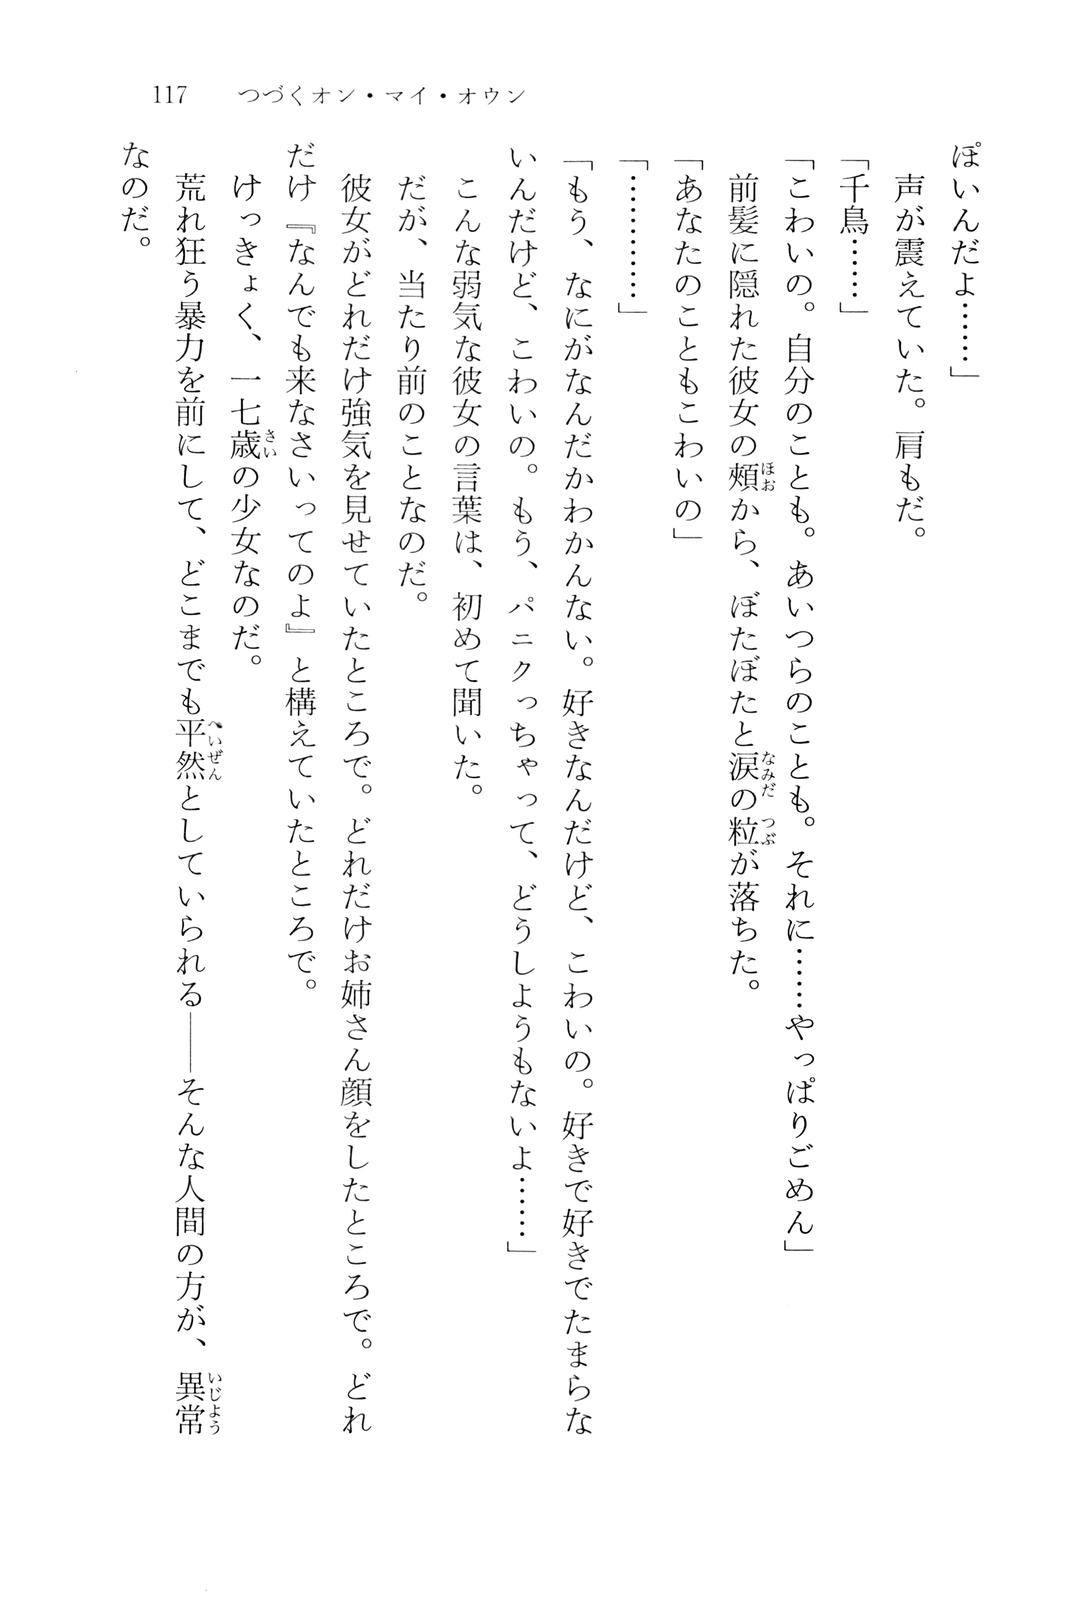 117　つづくオン・マイ・オウン
ぽいんだよ……」
　声が震えていた。肩もだ。
「千鳥……」
「こわいの。自分のことも。あいつらのことも。それに……やっぱりごめん」
　前髪に隠れた彼女の頬から、ぼたぼたと涙の粒が落ちた。
「あなたのこともこわいの」
「…………」
「もう、なにがなんだかわかんない。好きなんだけど、こわいの。好きで好きでたまらな
いんだけど、こわいの。もう、パニクっちゃって、どうしようもないよ……」
　こんな弱気な彼女の言葉は、初めて聞いた。
　だが、当たり前のことなのだ。
　彼女がどれだけ強気を見せていたところで。どれだけお姉さん顔をしたところで。どれ
だけ『なんでも来なさいってのよ』と構えていたところで。
　けっきょく、一七歳の少女なのだ。
　荒れ狂う暴力を前にして、どこまでも平然としていられる――そんな人間の方が、異常
なのだ。